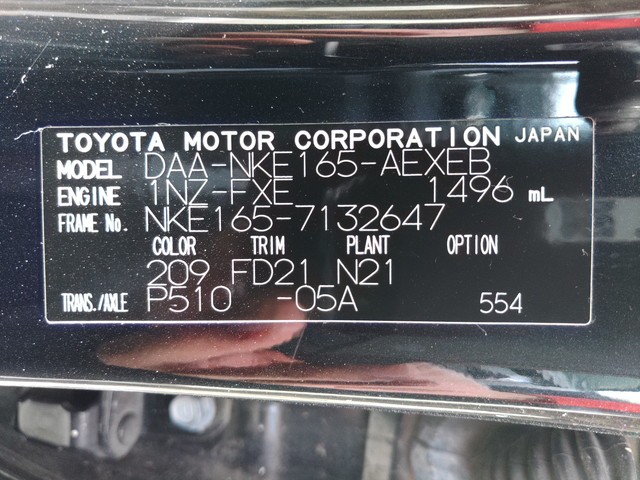 TOYOTA MOTOR CORPORATION JAPAN
MODEL DAA-NKE165-AEXEB
ENGINE 1NZ-FXE 1496 mL
FRAME No. NKE165-7132647
COLOR TRIM PLANT OPTION
209 FD21 N21
TRANS./AXLE P510 -05A 554